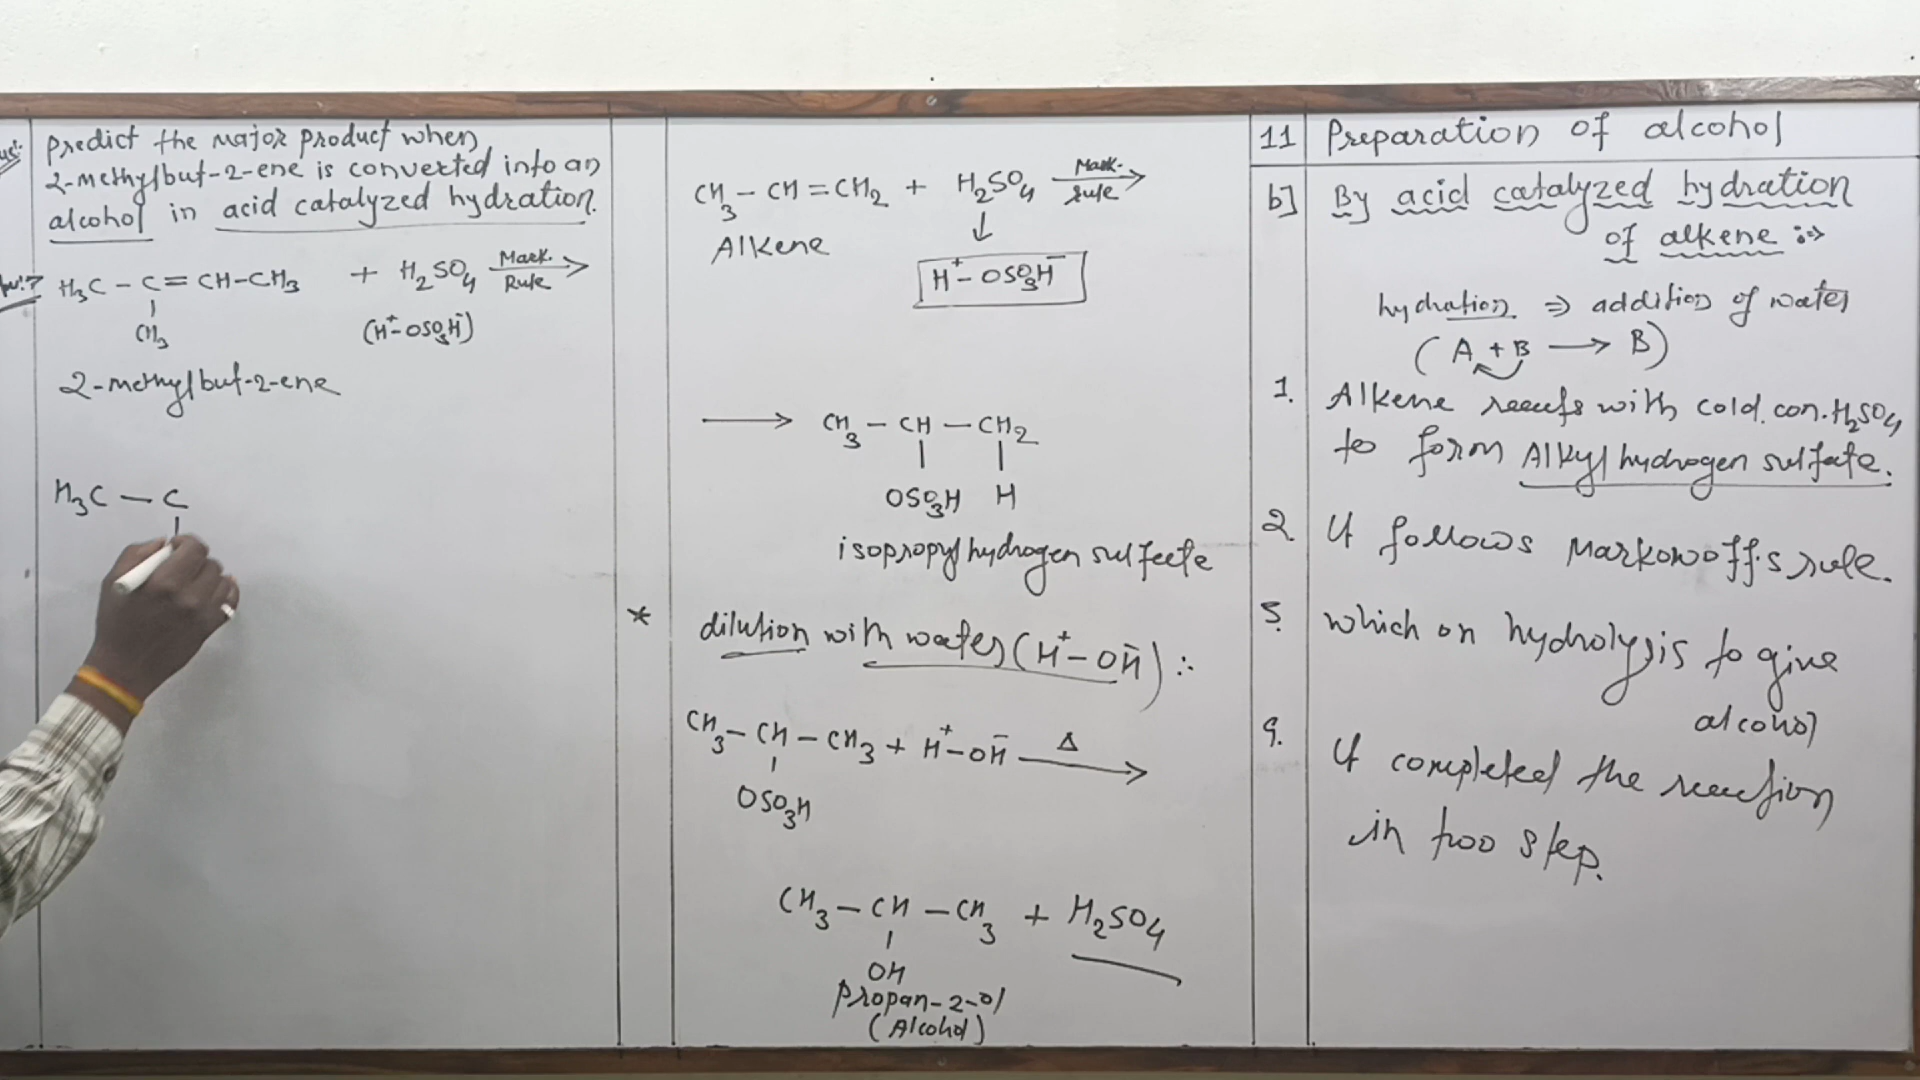 Predict the major product when
2-methylbut-2-ene is converted into an
alcohol in acid catalyzed hydration.
H₃C - C = CH-CH₃ + H₂SO₄ Mark. Rule →
CH₃ (H⁺-OSO₃H⁻)
2-methylbut-2-ene
H₃C - C
CH₃ - CH = CH₂ + H₂SO₄ Mark. rule →
Alkene ↓
H⁺- OSO₃H⁻
→ CH₃ - CH - CH₂
OSO₃H H
isopropyl hydrogen sulfate
* dilution with water (H⁺-OH⁻) :
CH₃ - CH - CH₃ + H⁺-OH⁻ Δ →
OSO₃H
CH₃ - CH - CH₃ + H₂SO₄
OH
propan-2-ol
(Alcohol)
11 Preparation of alcohol
b] By acid catalyzed hydration
of alkene :⇒
hydration ⇒ addition of water
( A + B → B)
1. Alkene reacts with cold. con. H₂SO₄
to form Alkyl hydrogen sulfate.
2. It follows Markowoff.s rule.
3. which on hydrolysis to give
alcohol
4. It completed the reaction
in two step.